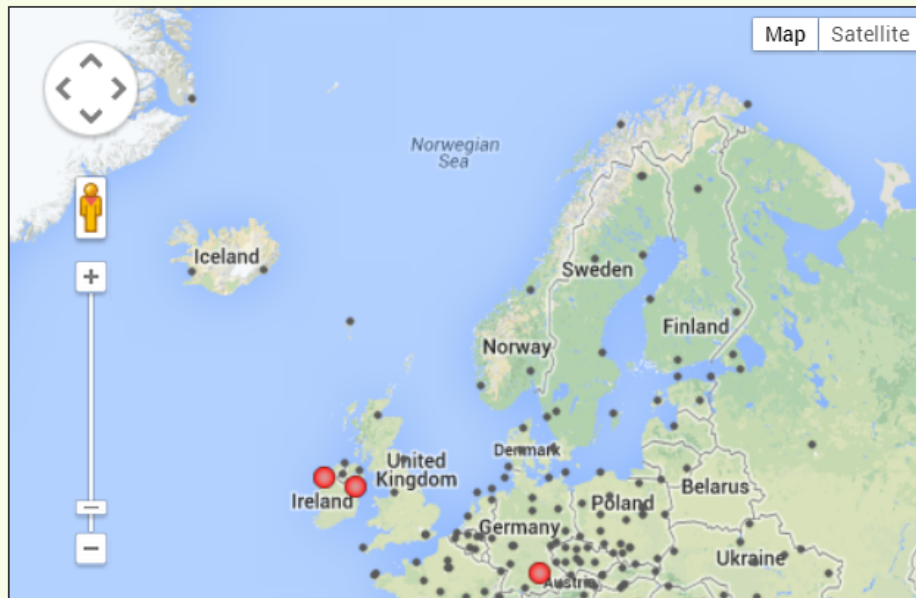 Map
Satellite
Norwegian
Sea
Iceland
Sweden
Finland
Norway
Denmark
United
Kingdom
Ireland
Poland
Belarus
Germany
Ukraine
Austria